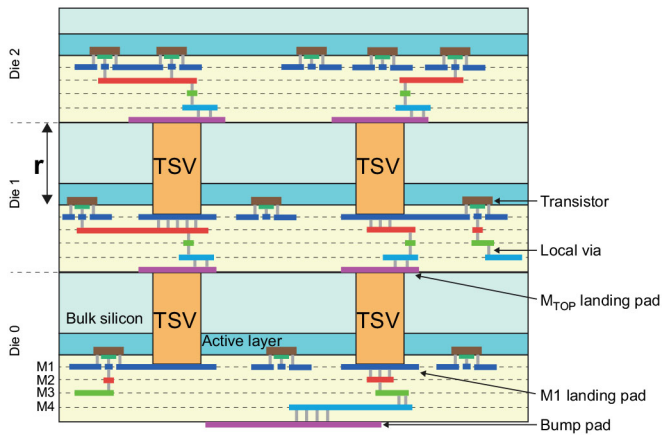 Die 2
r
TSV
TSV
Die 1
Transistor
Local via
M_TOP landing pad
Bulk silicon
TSV
TSV
Active layer
Die 0
M1
M2
M3
M4
M1 landing pad
Bump pad